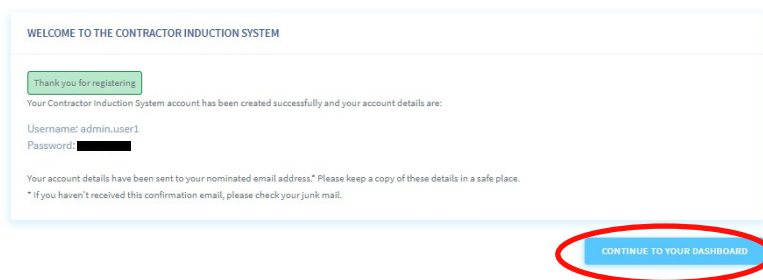 WELCOME TO THE CONTRACTOR INDUCTION SYSTEM
Thank you for registering
Your Contractor Induction System account has been created successfully and your account details are:
Username: admin.user1
Password:
Your account details have been sent to your nominated email address.* Please keep a copy of these details in a safe place.
* If you haven't received this confirmation email, please check your junk mail.
CONTINUE TO YOUR DASHBOARD